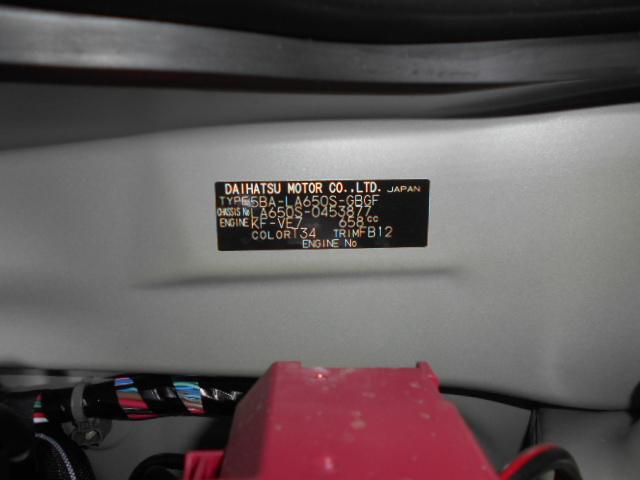 DAIHATSU MOTOR CO.,LTD. JAPAN
TYPE 5BA-LA650S-GBGF
CHASSIS No LA650S-0453877
ENGINE KF-VE7 658cc
COLOR T34 TRIM FB12
ENGINE No